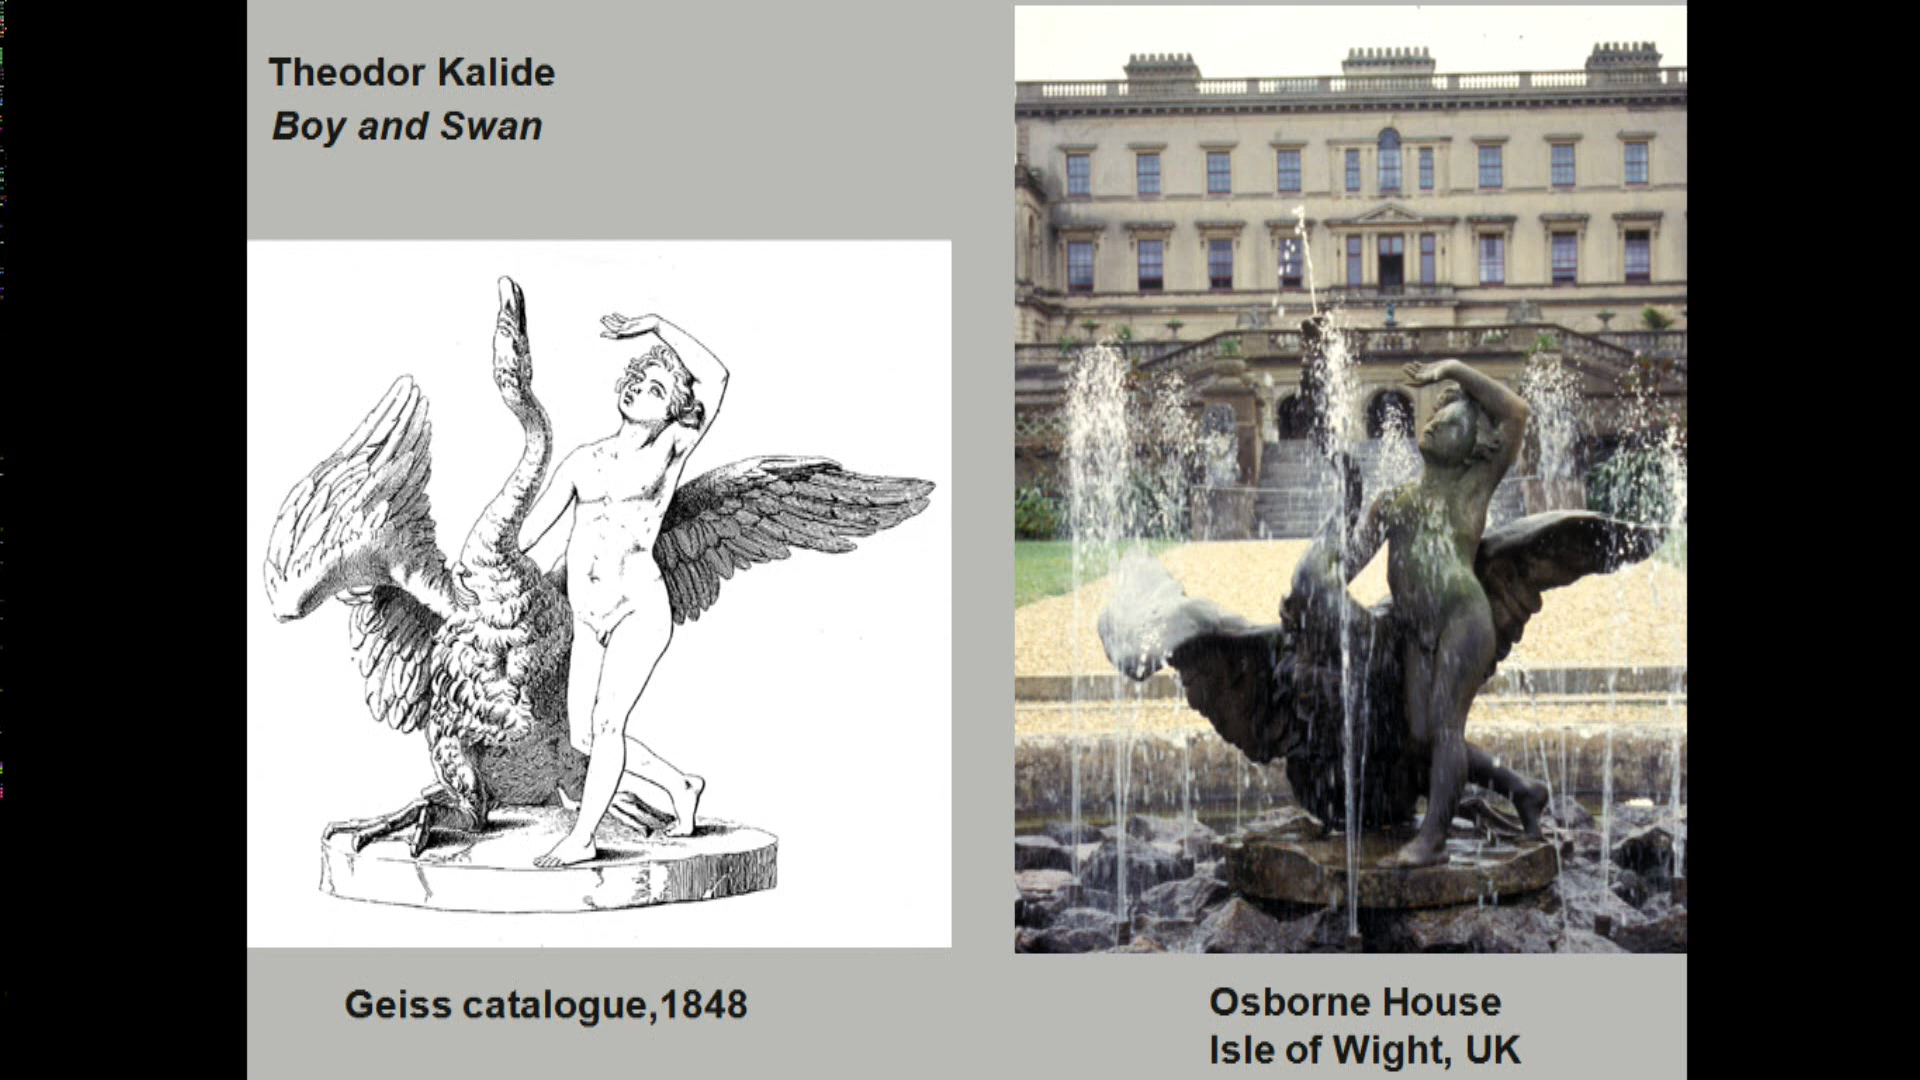 Theodor Kalide
Boy and Swan
Geiss catalogue,1848
Osborne House
Isle of Wight, UK